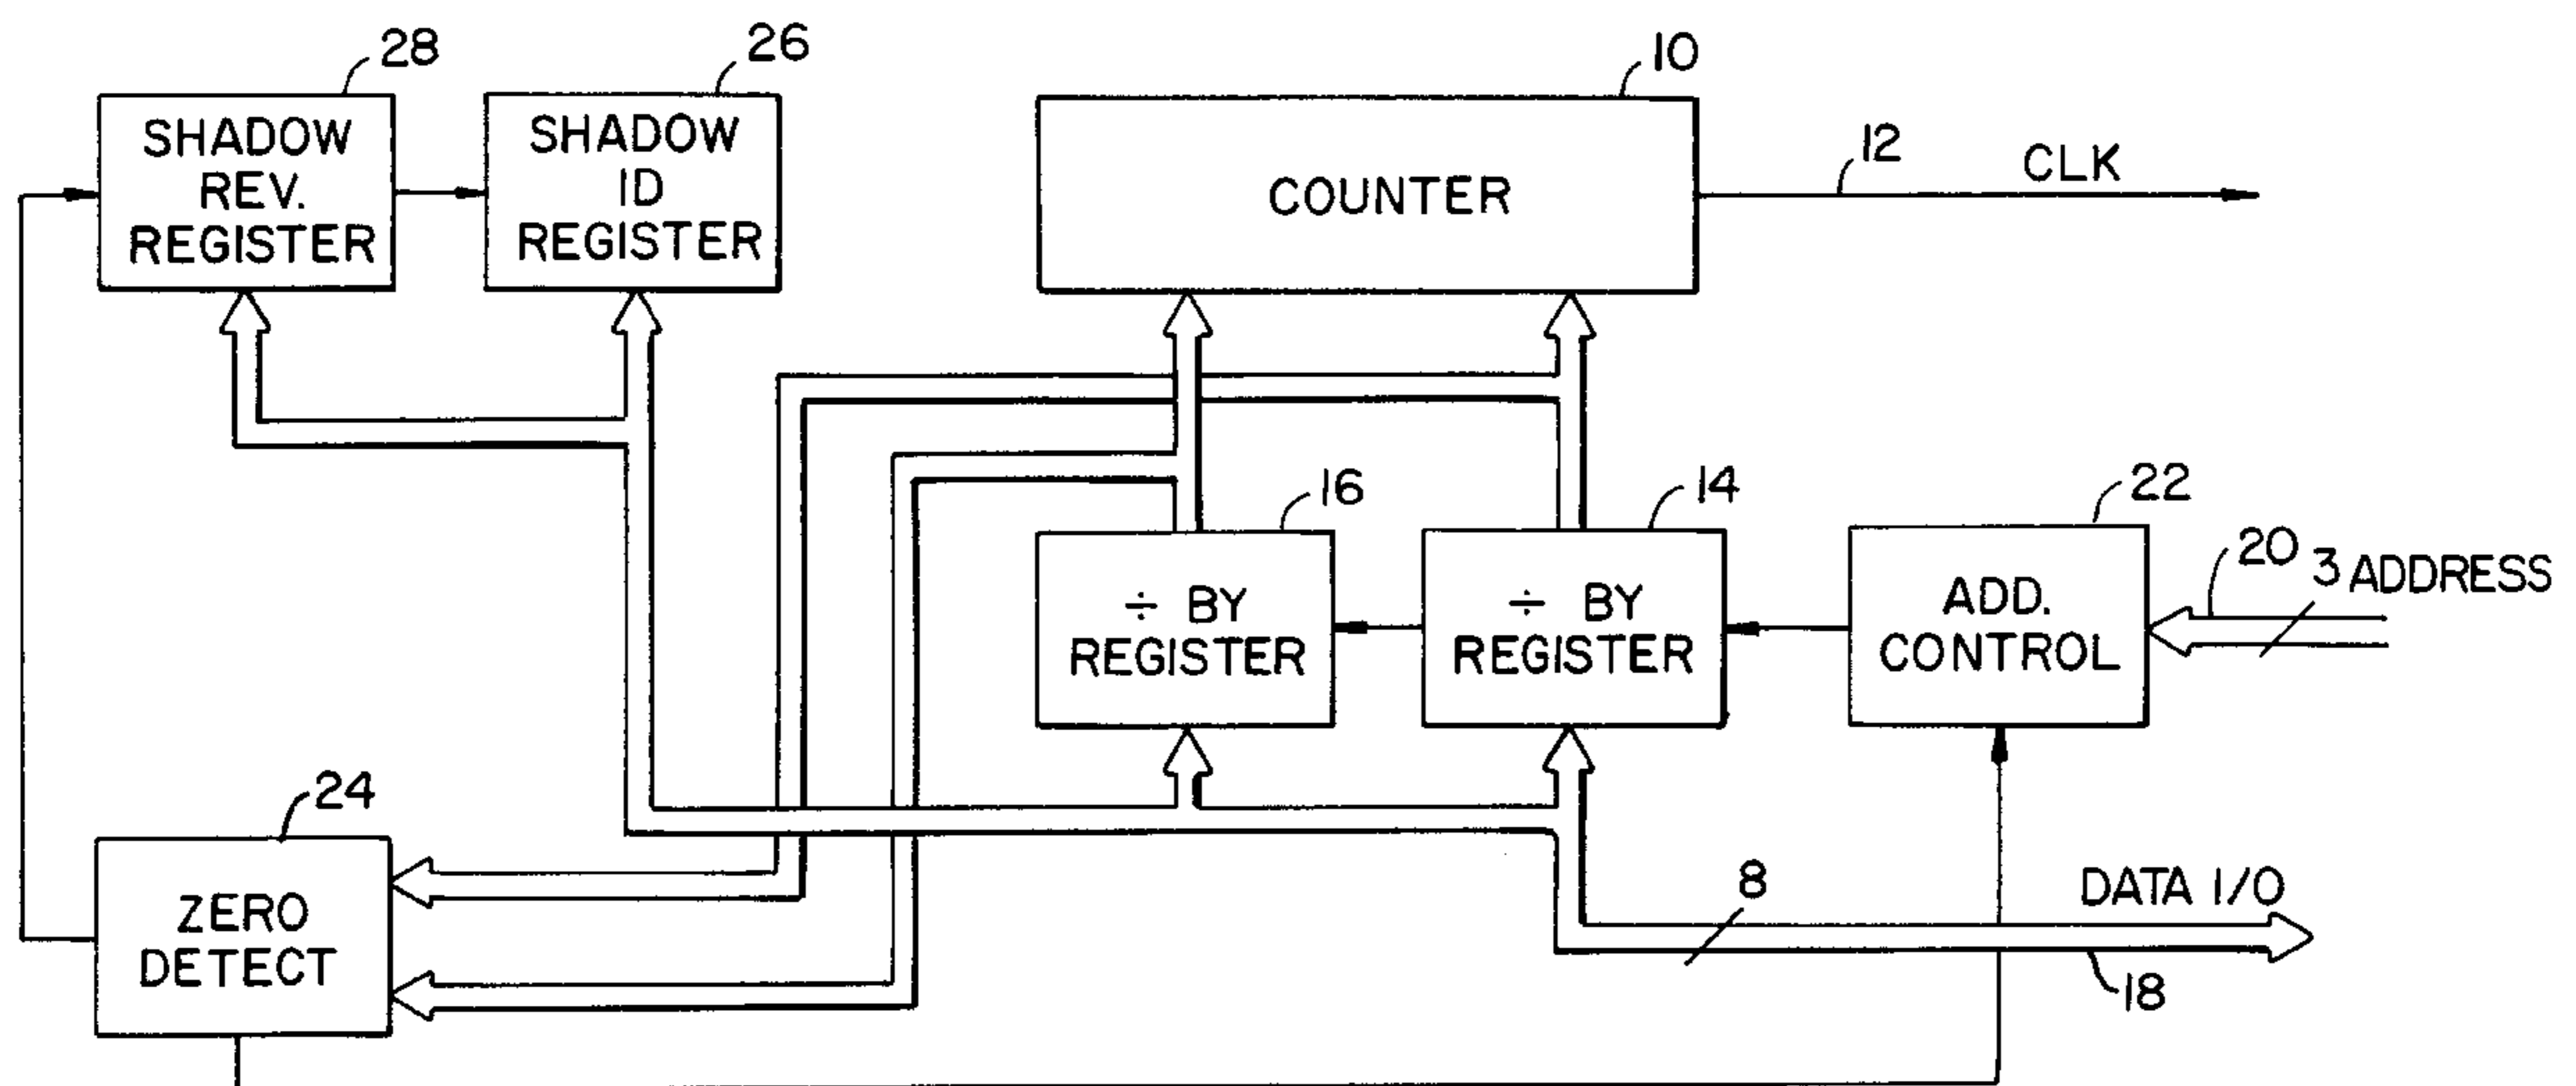 28
26
10
SHADOW
REV.
REGISTER
SHADOW
ID
REGISTER
COUNTER
12
CLK
16
14
22
20
3 ADDRESS
÷ BY
REGISTER
÷ BY
REGISTER
ADD.
CONTROL
24
ZERO
DETECT
8
DATA I/O
18